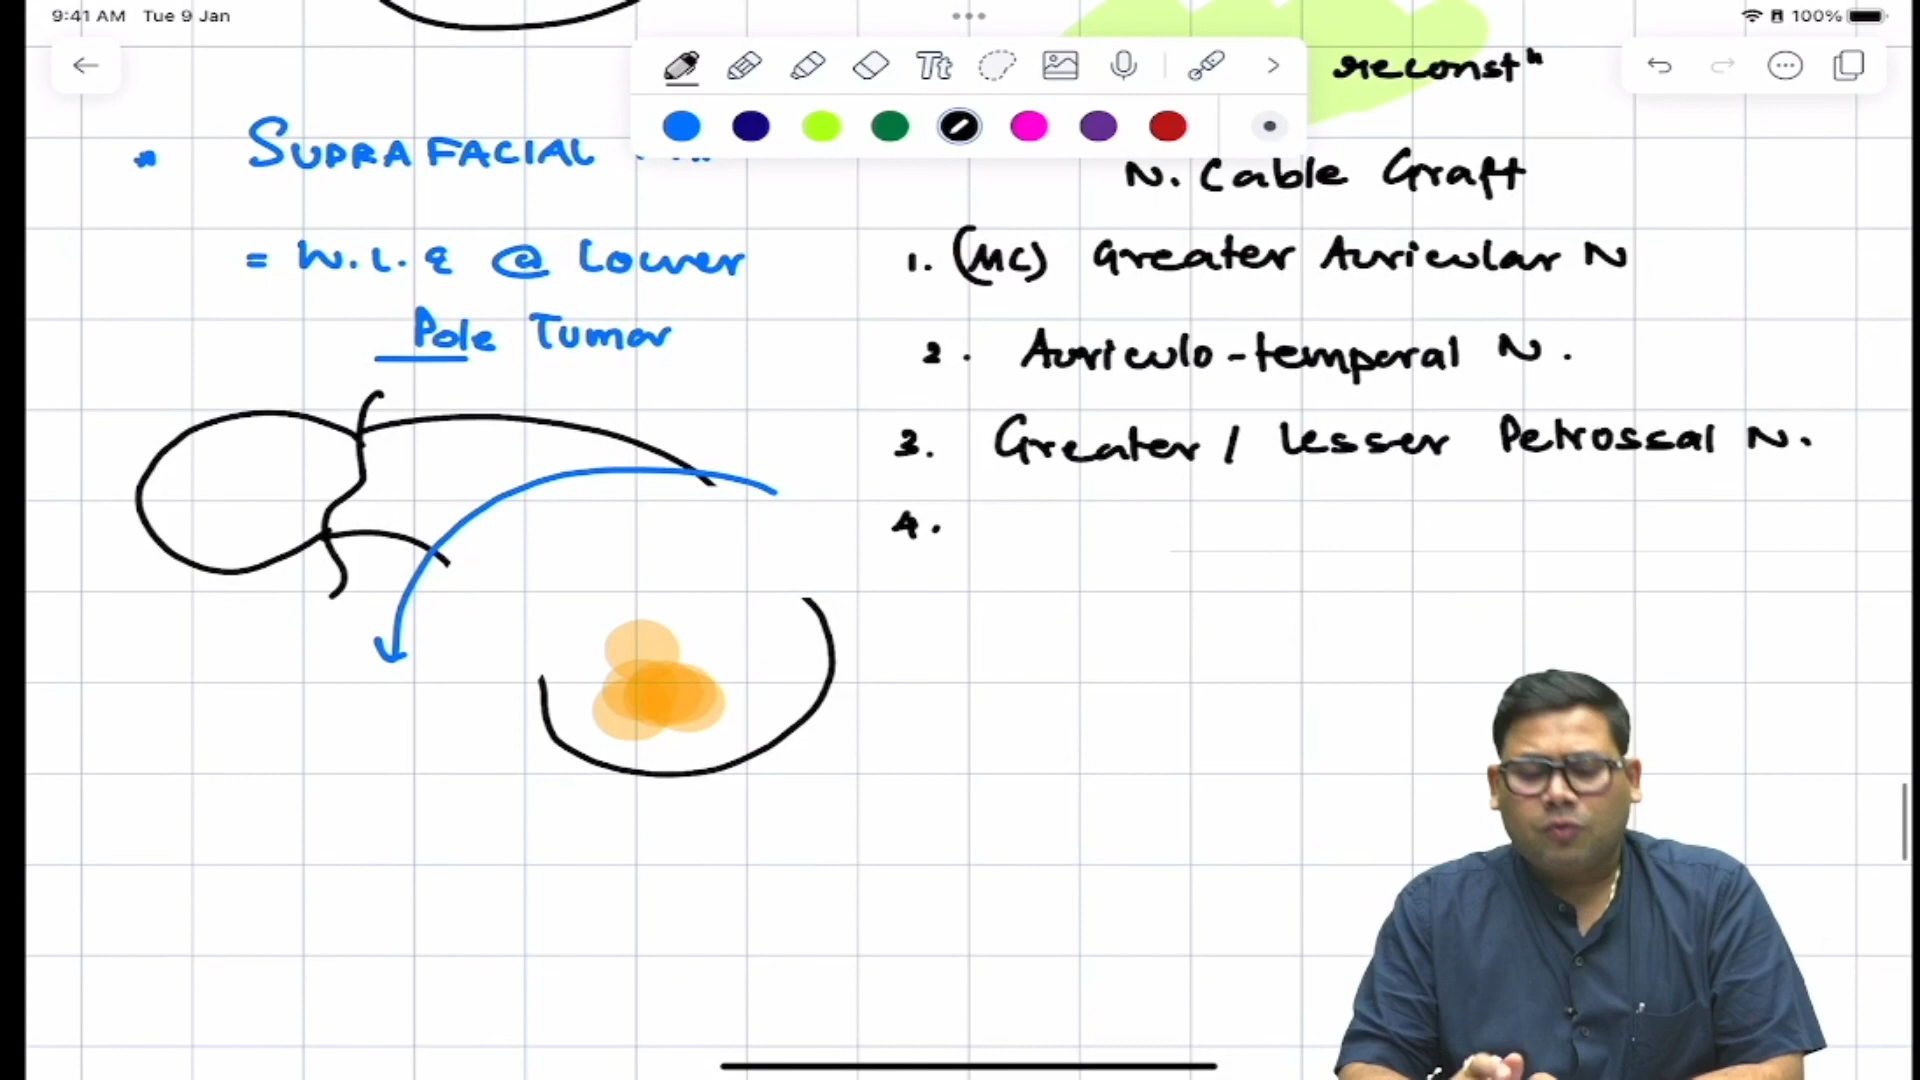 9:41 AM Tue 9 Jan
100%
Tt
reconstⁿ
SUPRA FACIAL
= W.L.E @ Lower
Pole Tumor
N. Cable Graft
1. (MC) Greater Auricular N
2. Auriculo-temporal N.
3. Greater / Lesser Petrossal N.
4.